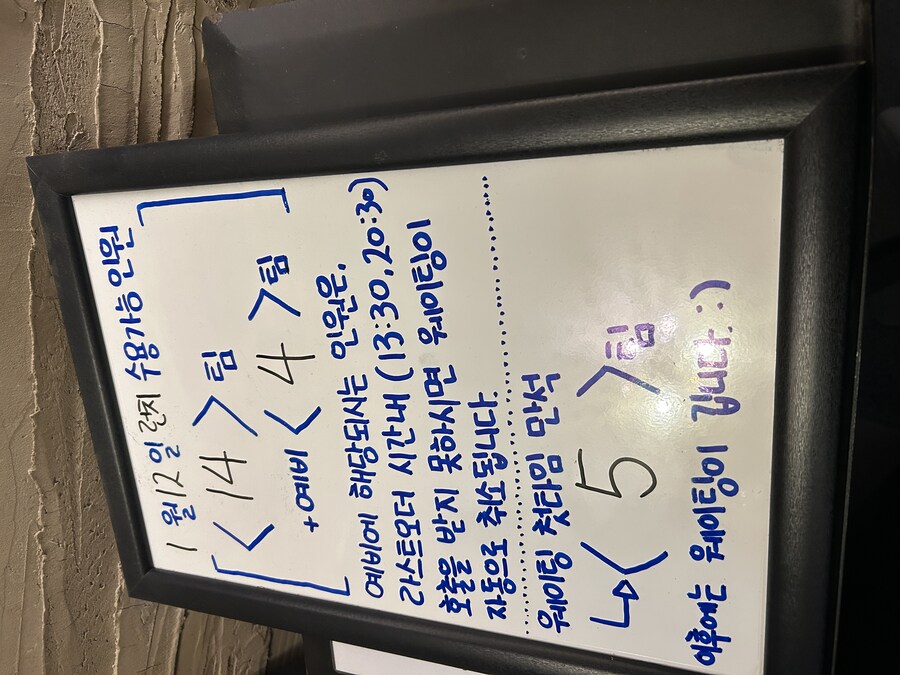 1월 12일 런치 수용가능 인원
< 14 > 팀
+예비 < 4 > 팀
예비에 해당되시는 인원은,
라스트오더 시간내 (13:30, 20:30)
호출을 받지 못하시면 웨이팅이
자동으로 취소됩니다.
웨이팅 첫타임 만석
↳ < 5 > 팀
이후에는 웨이팅이 깁니다. :)